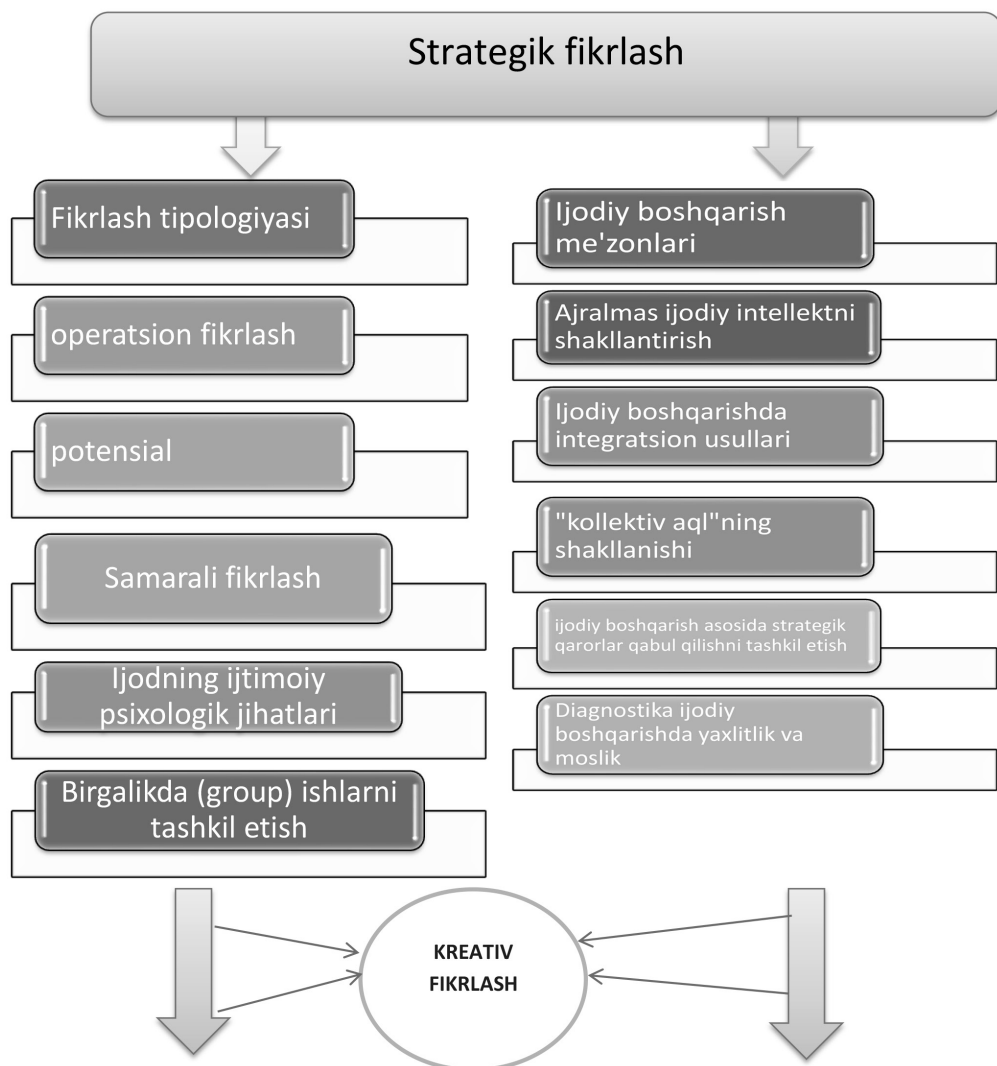 Strategik fikrlash
Fikrlash tipologiyasi
operatsion fikrlash
potensial
Samarali fikrlash
Ijodning ijtimoiy
psixologik jihatlari
Birgalikda (group) ishlarni
tashkil etish
Ijodiy boshqarish
me'zonlari
Ajralmas ijodiy intellektni
shakllantirish
Ijodiy boshqarishda
integratsion usullari
"kollektiv aql"ning
shakllanishi
ijodiy boshqarish asosida strategik
qarorlar qabul qilishni tashkil etish
Diagnostika ijodiy
boshqarishda yaxlitlik va
moslik
KREATIV
FIKRLASH